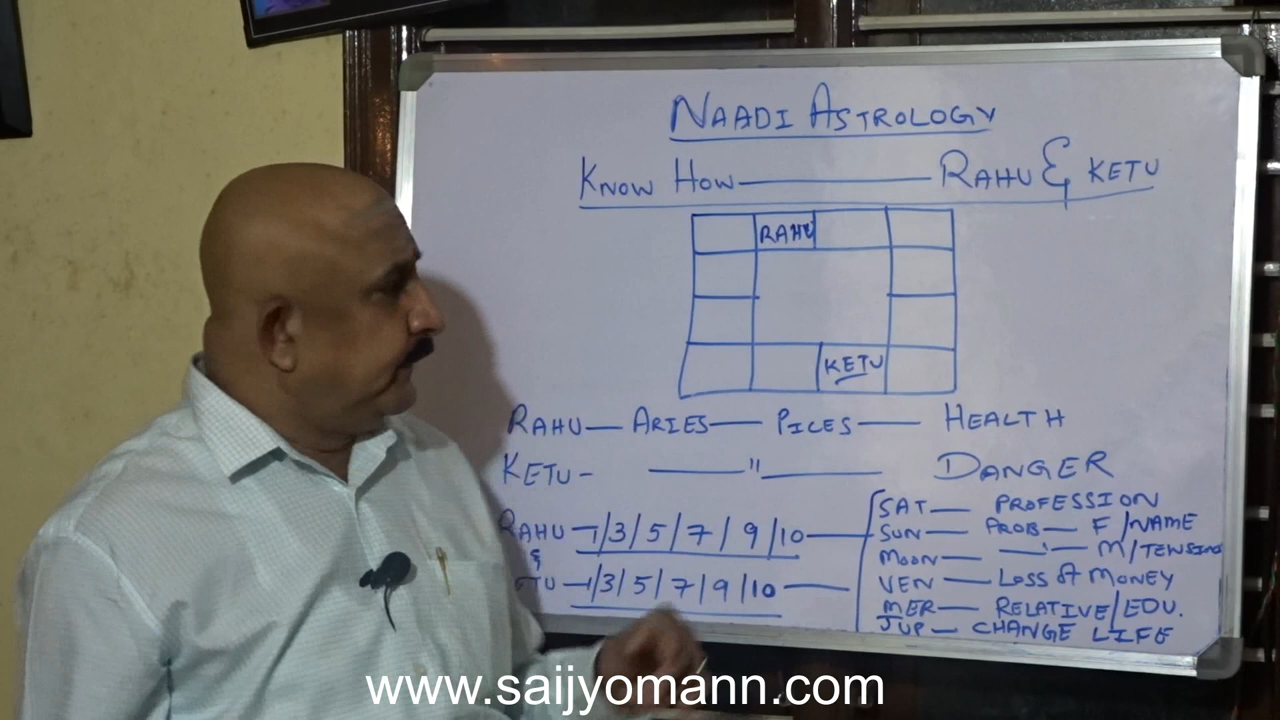 NAADI ASTROLOGY
KNOW HOW — RAHU & KETU
RAHU
KETU
RAHU — ARIES — PICES — HEALTH
KETU - — " — DANGER
RAHU — 1/3/5/7/9/10 —
&
TU — 1/3/5/7/9/10 —
SAT — PROFESSION
SUN — PROB — F/NAME
MOON — " — M/TENSION
VEN — LOSS OF MONEY
MER — RELATIVE/EDU.
JUP — CHANGE LIFE
www.saijyomann.com